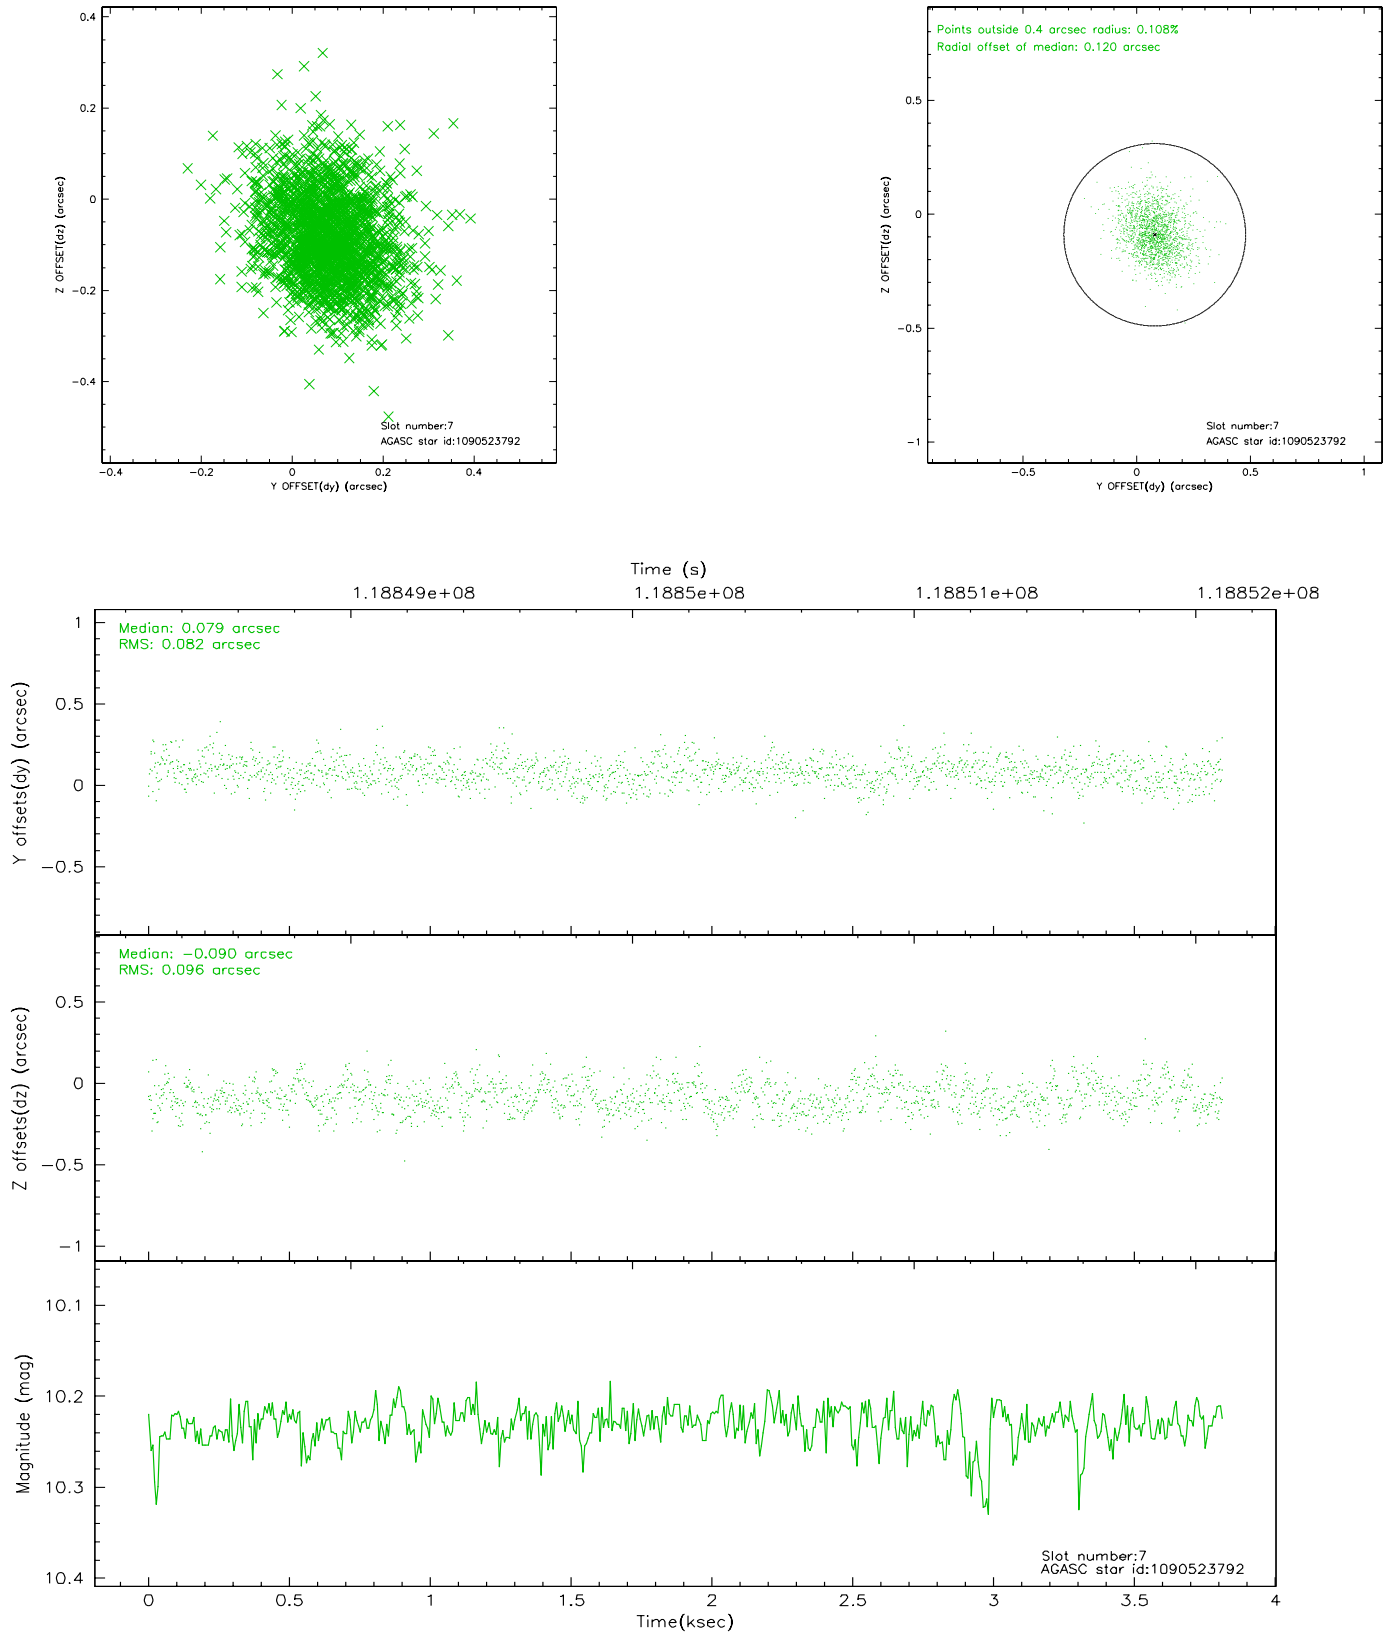 0.4
0.2
0
−0.2
−0.4
Z OFFSET(dz) (arcsec)
−0.4 −0.2 0 0.2 0.4
Y OFFSET(dy) (arcsec)
Slot number:7
AGASC star id:1090523792
Points outside 0.4 arcsec radius: 0.108%
Radial offset of median: 0.120 arcsec
0.5
0
−0.5
−1
Z OFFSET(dz) (arcsec)
−0.5 0 0.5 1
Y OFFSET(dy) (arcsec)
Slot number:7
AGASC star id:1090523792
Time (s)
1.18849e+08 1.1885e+08 1.18851e+08 1.18852e+08
Median: 0.079 arcsec
RMS: 0.082 arcsec
1
0.5
0
−0.5
Y offsets(dy) (arcsec)
Median: −0.090 arcsec
RMS: 0.096 arcsec
0.5
0
−0.5
−1
Z offsets(dz) (arcsec)
10.1
10.2
10.3
10.4
Magnitude (mag)
Slot number:7
AGASC star id:1090523792
0 0.5 1 1.5 2 2.5 3 3.5 4
Time(ksec)